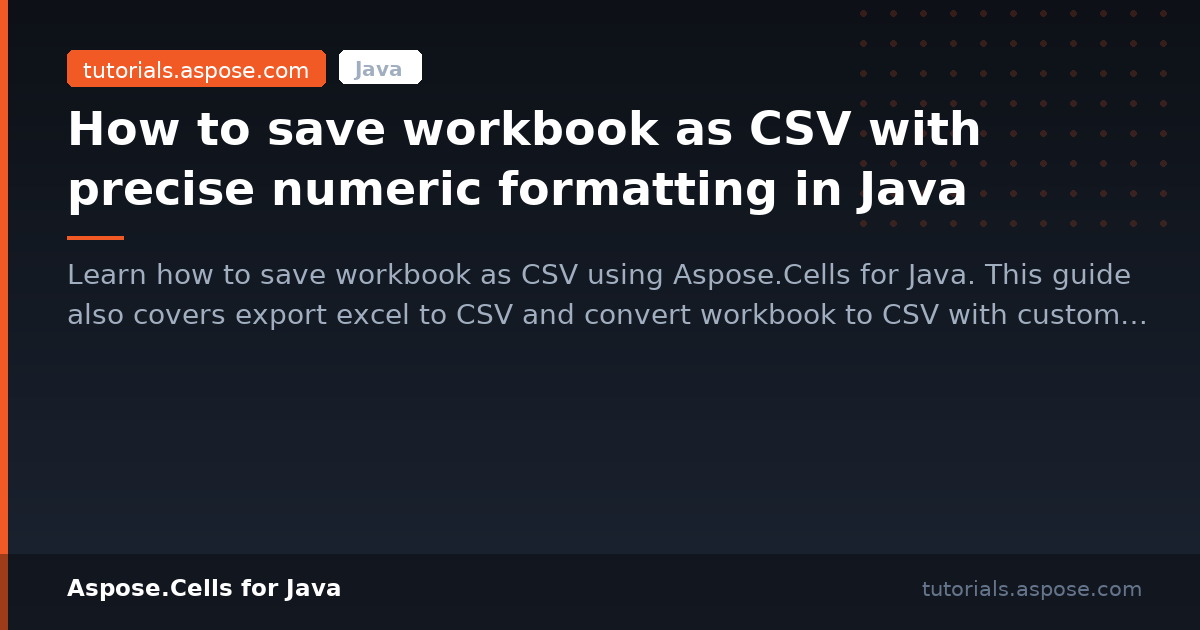 tutorials.aspose.com
Java
How to save workbook as CSV with
precise numeric formatting in Java
Learn how to save workbook as CSV using Aspose.Cells for Java. This guide
also covers export excel to CSV and convert workbook to CSV with custom…
Aspose.Cells for Java
tutorials.aspose.com